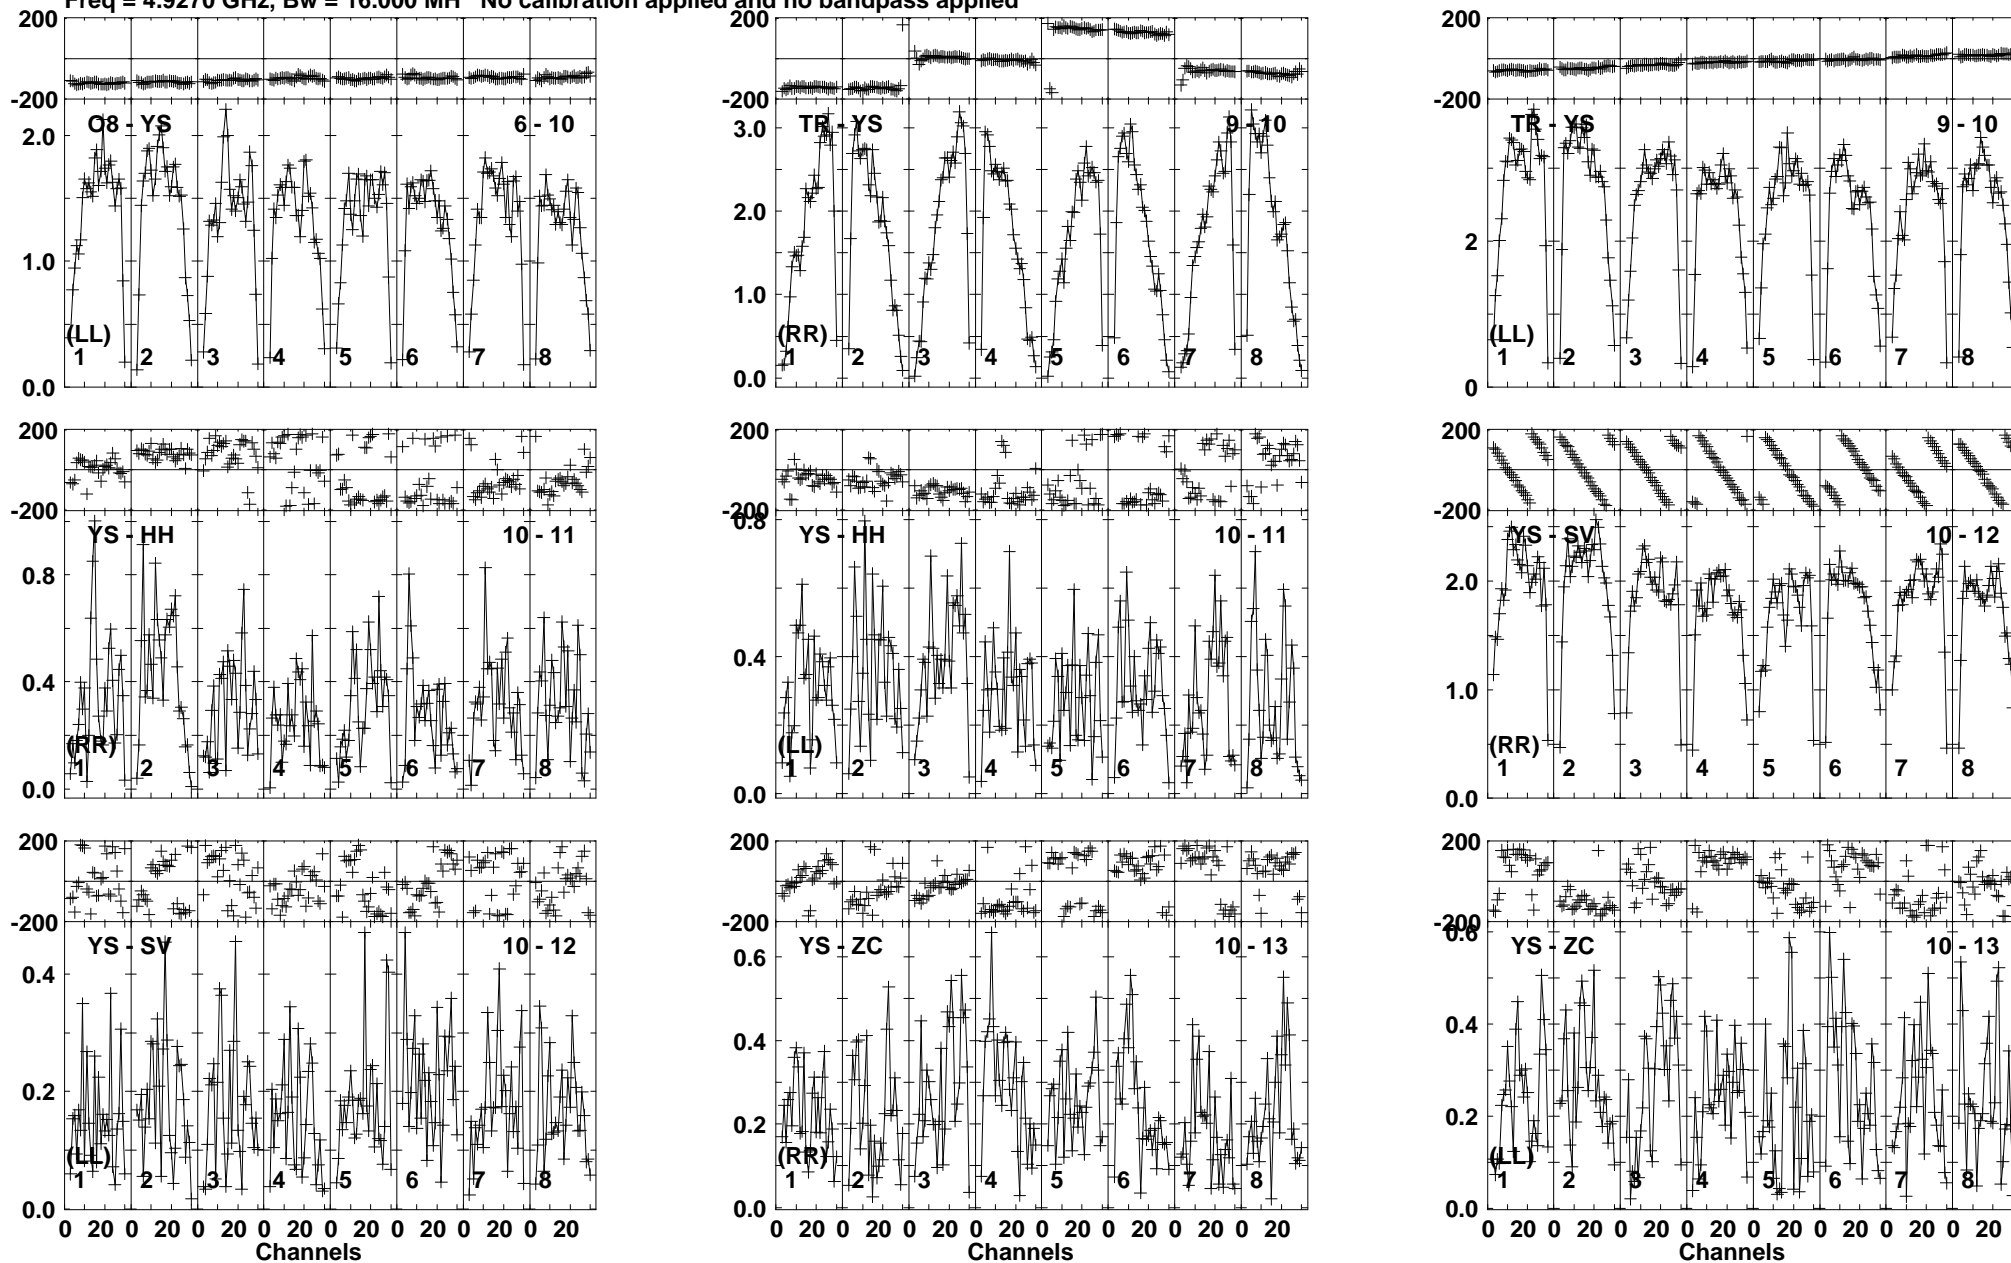 Freq = 4.9270 GHz, Bw = 16.000 MH No calibration applied and no bandpass applied
200 200 200
-200 -200 -200
O8 - YS 6 - 10 TR - YS 9 - 10 TR - YS 9 - 10
2.0 3.0
2.0 2
1.0 1.0
(LL) (RR) (LL)
1 2 3 4 5 6 7 8 1 2 3 4 5 6 7 8 1 2 3 4 5 6 7 8
0.0 0.0 0
200 200 200
-200 -200 -200
YS - HH 10 - 11 YS - HH 10 - 11 YS - SV 10 - 12
0.8 0.8 2.0
0.4 0.4 1.0
(RR) (LL) (RR)
1 2 3 4 5 6 7 8 1 2 3 4 5 6 7 8 1 2 3 4 5 6 7 8
0.0 0.0 0.0
200 200 200
-200 -200 -200
YS - SV 10 - 12 YS - ZC 10 - 13 YS - ZC 10 - 13
0.6 0.6
0.4 0.4 0.4
0.2 0.2 0.2
(LL) (RR) (LL)
1 2 3 4 5 6 7 8 1 2 3 4 5 6 7 8 1 2 3 4 5 6 7 8
0.0 0.0 0.0
0 20 0 20 0 20 0 20 0 20 0 20 0 20 0 20 0 20 0 20 0 20 0 20 0 20 0 20 0 20 0 20 0 20 0 20 0 20 0 20 0 20 0 20 0 20 0 20
Channels Channels Channels